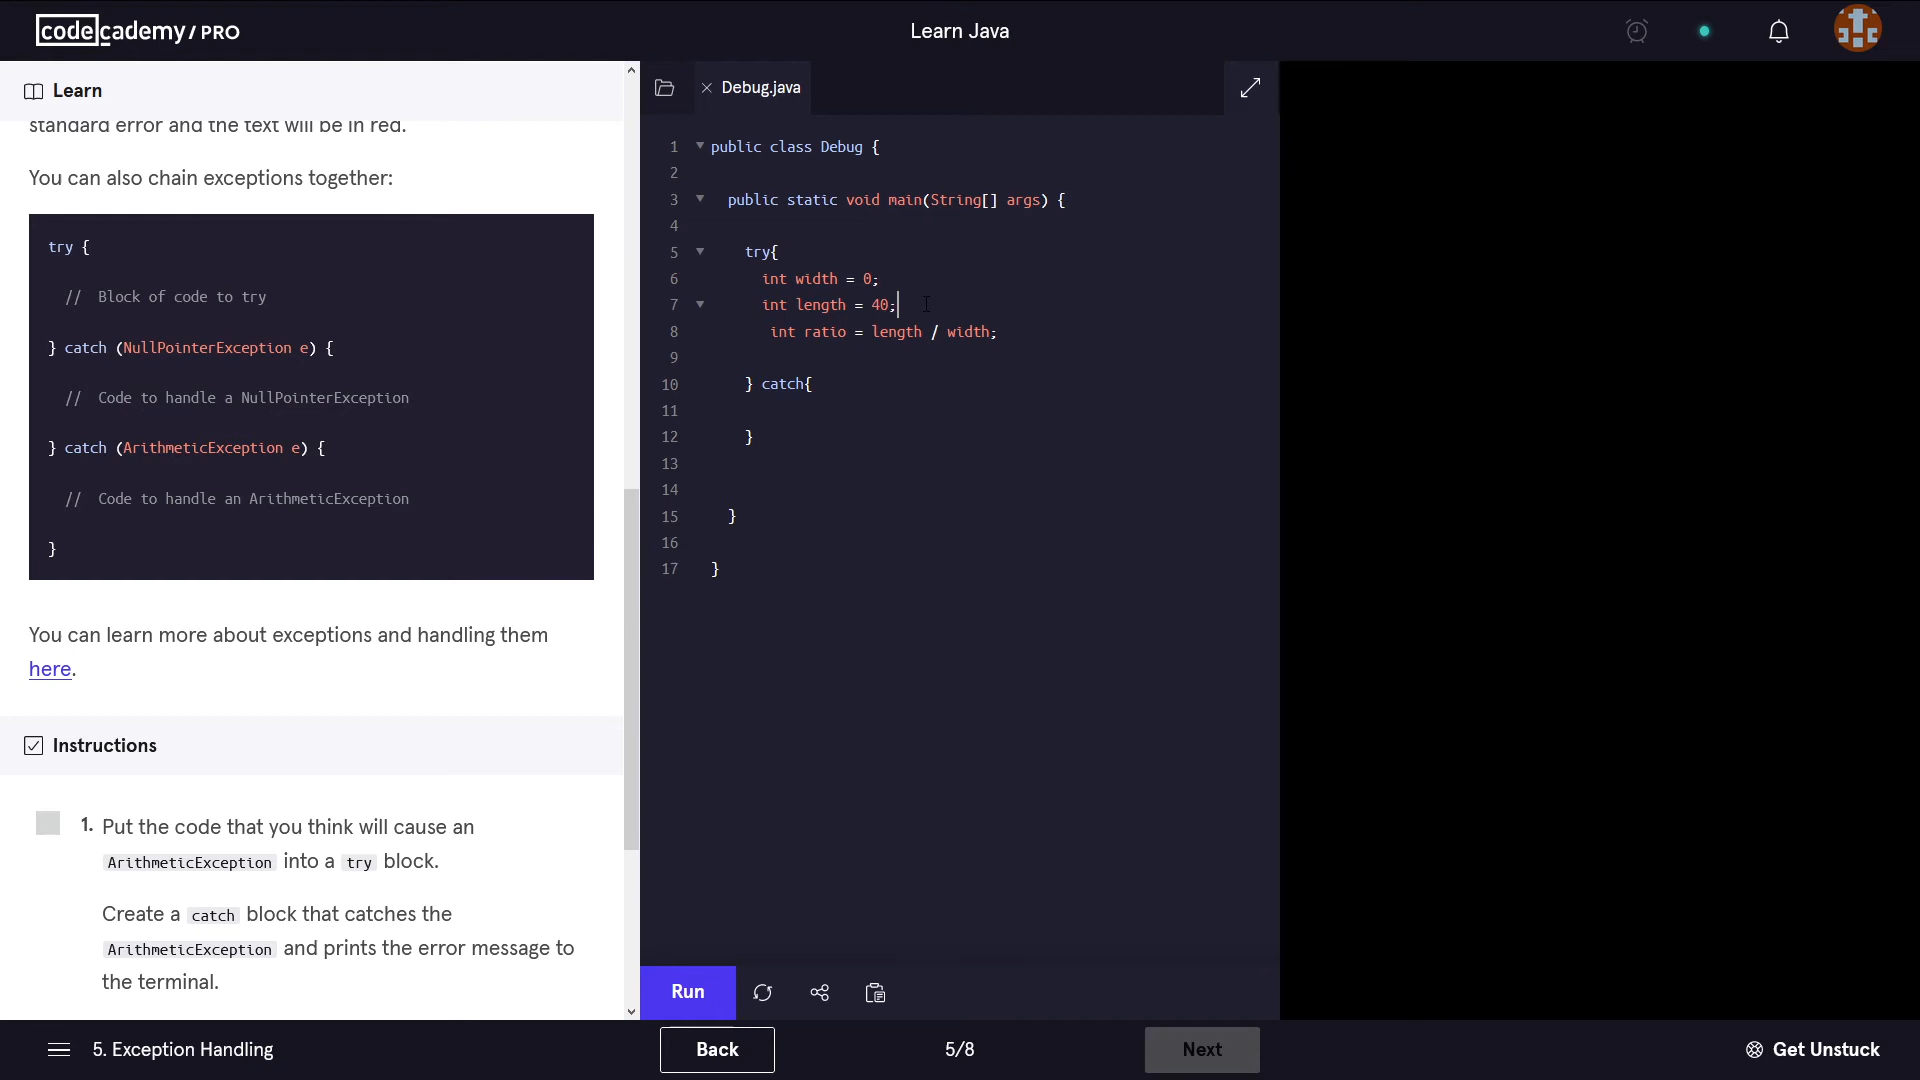 codecademy/PRO
Learn Java
Learn
standard error and the text will be in red.
You can also chain exceptions together:
try {
// Block of code to try
} catch (NullPointerException e) {
// Code to handle a NullPointerException
} catch (ArithmeticException e) {
// Code to handle an ArithmeticException
}
You can learn more about exceptions and handling them
here.
Instructions
1. Put the code that you think will cause an
ArithmeticException into a try block.
Create a catch block that catches the
ArithmeticException and prints the error message to
the terminal.
Debug.java
1 public class Debug {
2
3 public static void main(String[] args) {
4
5 try{
6 int width = 0;
7 int length = 40;
8 int ratio = length / width;
9
10 } catch{
11
12 }
13
14
15 }
16
17 }
Run
5. Exception Handling
Back
5/8
Next
Get Unstuck